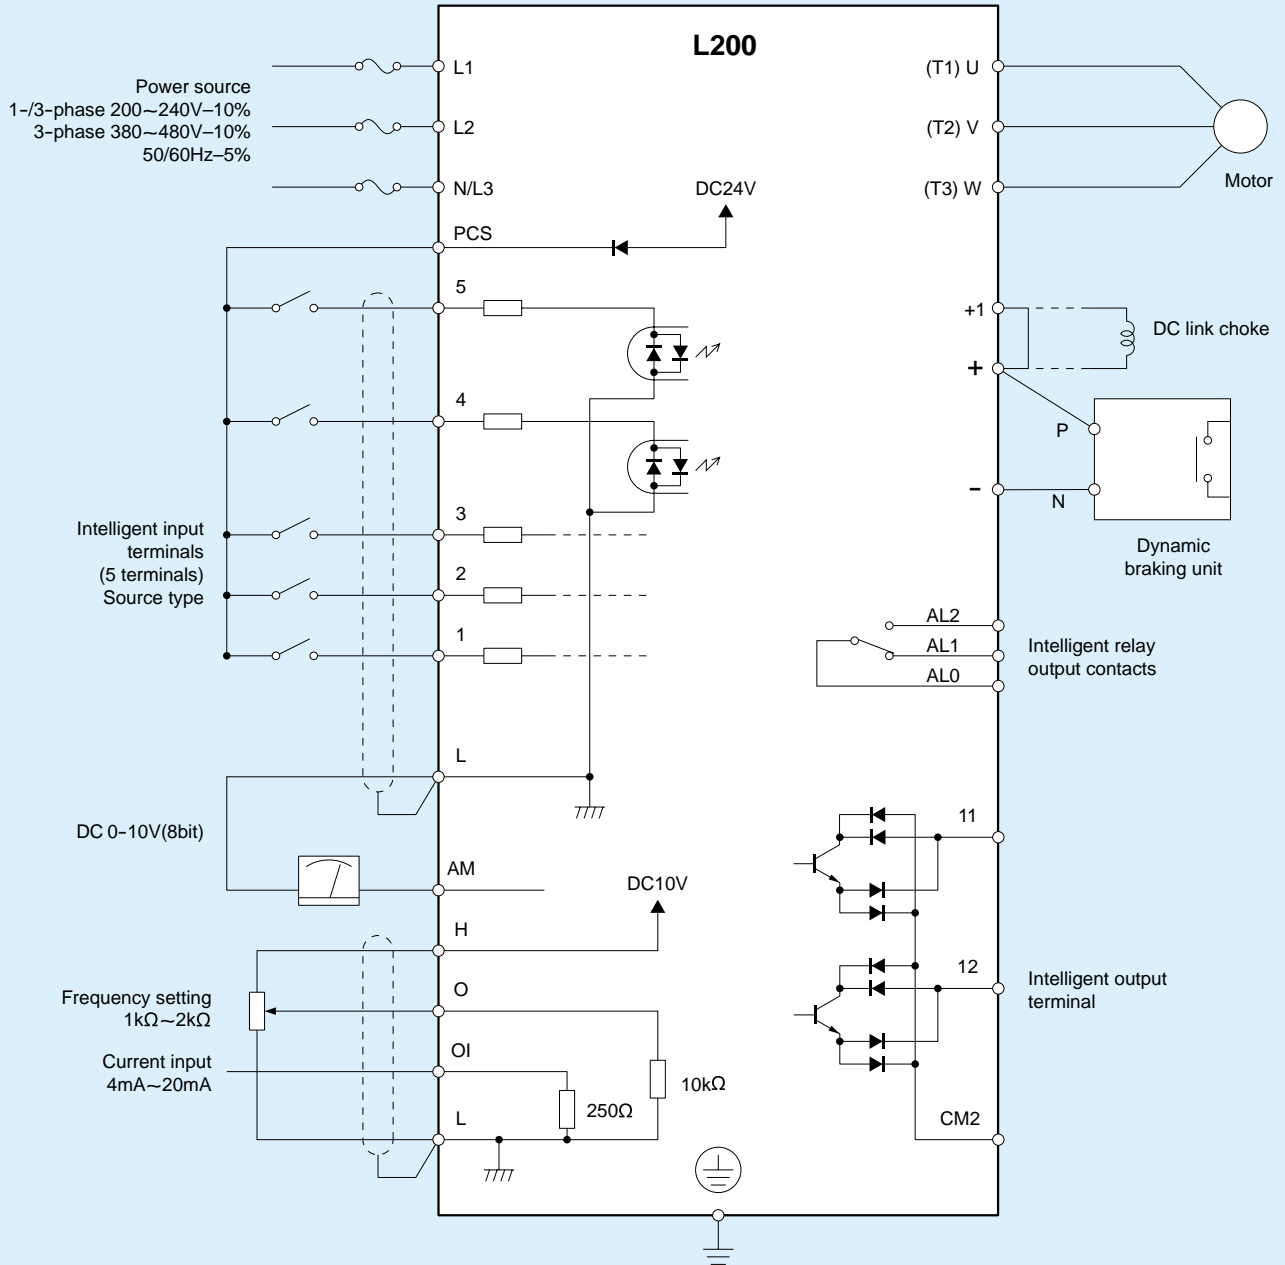 L200
Power source
1-/3-phase 200~240V–10%
3-phase 380~480V–10%
50/60Hz–5%
L1
L2
N/L3
(T1) U
(T2) V
(T3) W
Motor
DC24V
PCS
5
4
3
2
1
Intelligent input
terminals
(5 terminals)
Source type
+1
+
–
DC link choke
P
N
Dynamic
braking unit
AL2
AL1
AL0
Intelligent relay
output contacts
L
DC 0-10V(8bit)
AM
DC10V
H
O
OI
L
Frequency setting
1kΩ~2kΩ
Current input
4mA~20mA
250Ω
10kΩ
11
12
CM2
Intelligent output
terminal